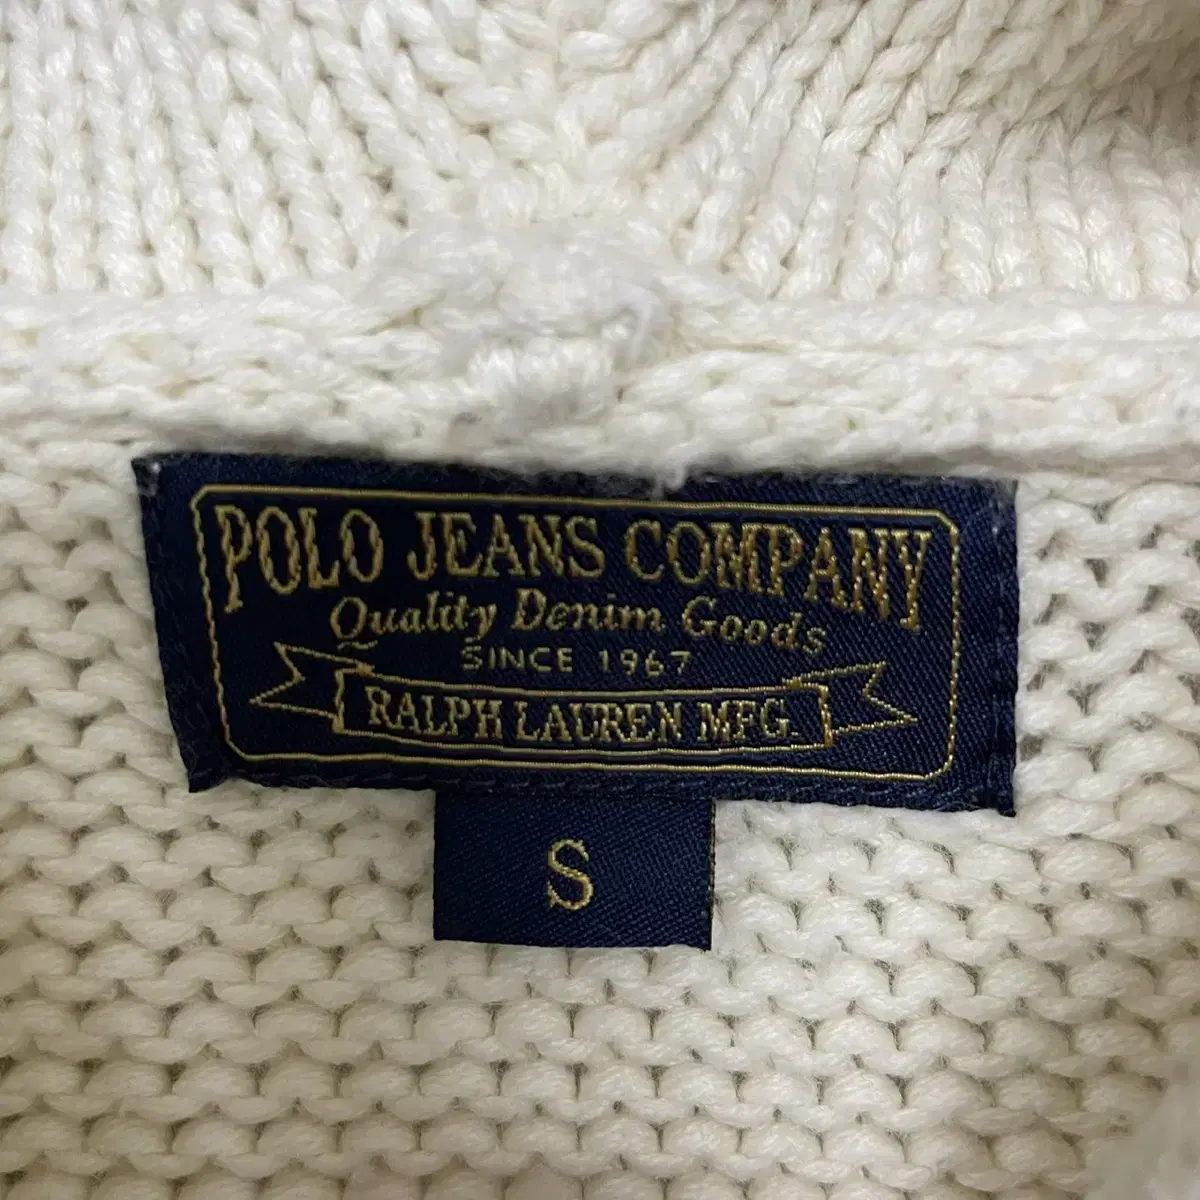 POLO JEANS COMPANY
Quality Denim Goods
SINCE 1967
RALPH LAUREN MFG.
S